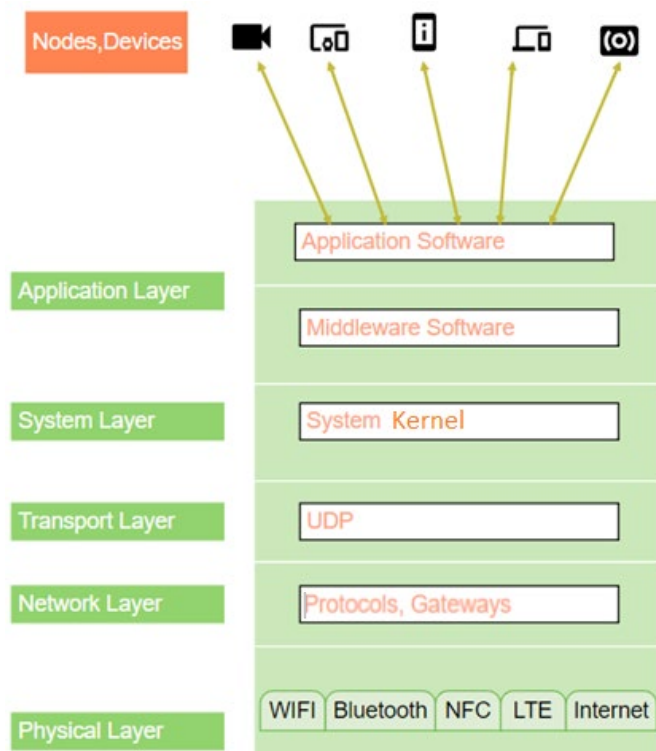 Nodes,Devices
Application Software
Application Layer
Middleware Software
System Layer
System Kernel
Transport Layer
UDP
Network Layer
Protocols, Gateways
WIFI Bluetooth NFC LTE Internet
Physical Layer